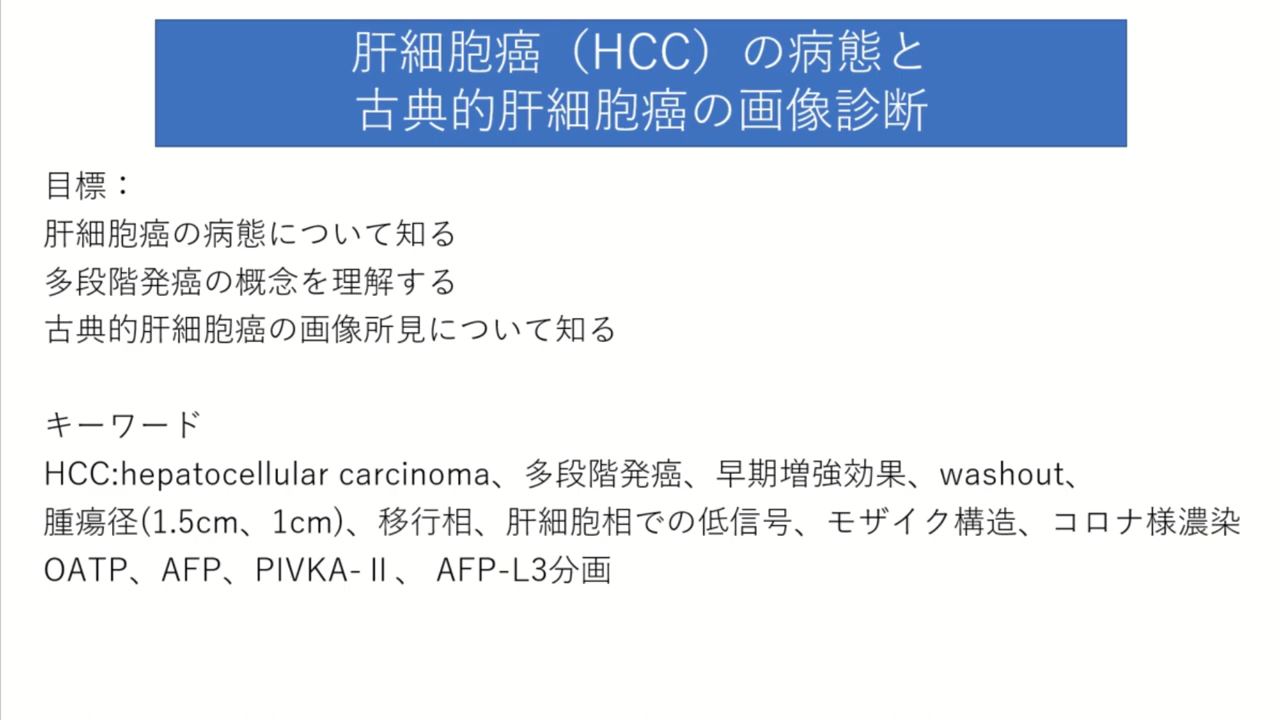 肝細胞癌（HCC）の病態と
古典的肝細胞癌の画像診断
目標：
肝細胞癌の病態について知る
多段階発癌の概念を理解する
古典的肝細胞癌の画像所見について知る
キーワード
HCC:hepatocellular carcinoma、多段階発癌、早期増強効果、washout、
腫瘍径(1.5cm、1cm)、移行相、肝細胞相での低信号、モザイク構造、コロナ様濃染
OATP、AFP、PIVKA-Ⅱ、 AFP-L3分画